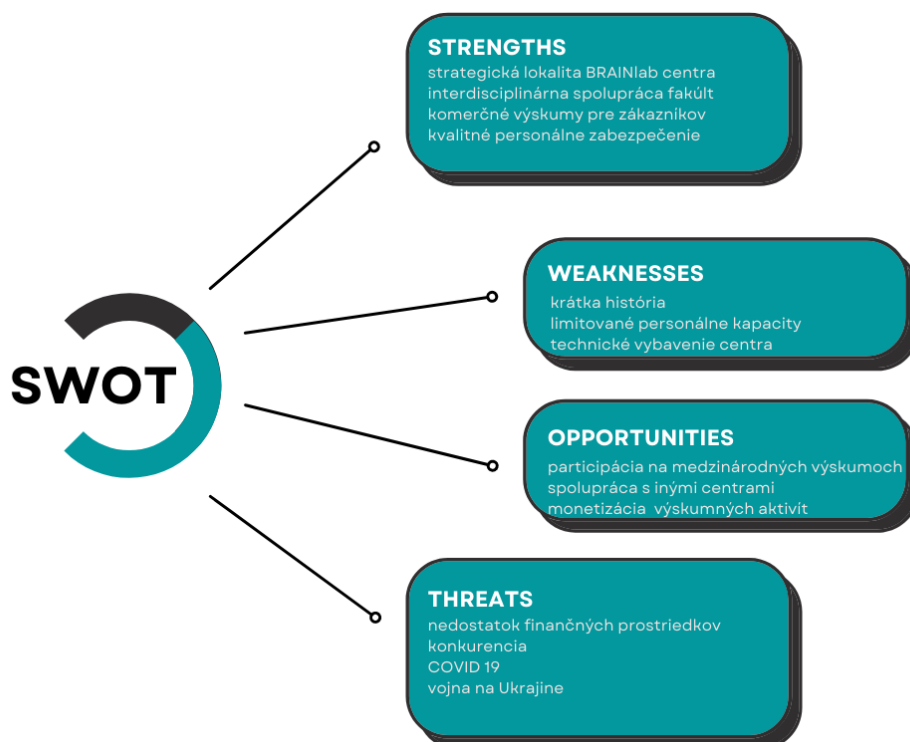 STRENGTHS
strategická lokalita BRAINlab centra
interdisciplinárna spolupráca fakúlt
komerčné výskumy pre zákazníkov
kvalitné personálne zabezpečenie
WEAKNESSES
krátka história
limitované personálne kapacity
technické vybavenie centra
SWOT
OPPORTUNITIES
participácia na medzinárodných výskumoch
spolupráca s inými centrami
monetizácia výskumných aktivít
THREATS
nedostatok finančných prostriedkov
konkurencia
COVID 19
vojna na Ukrajine